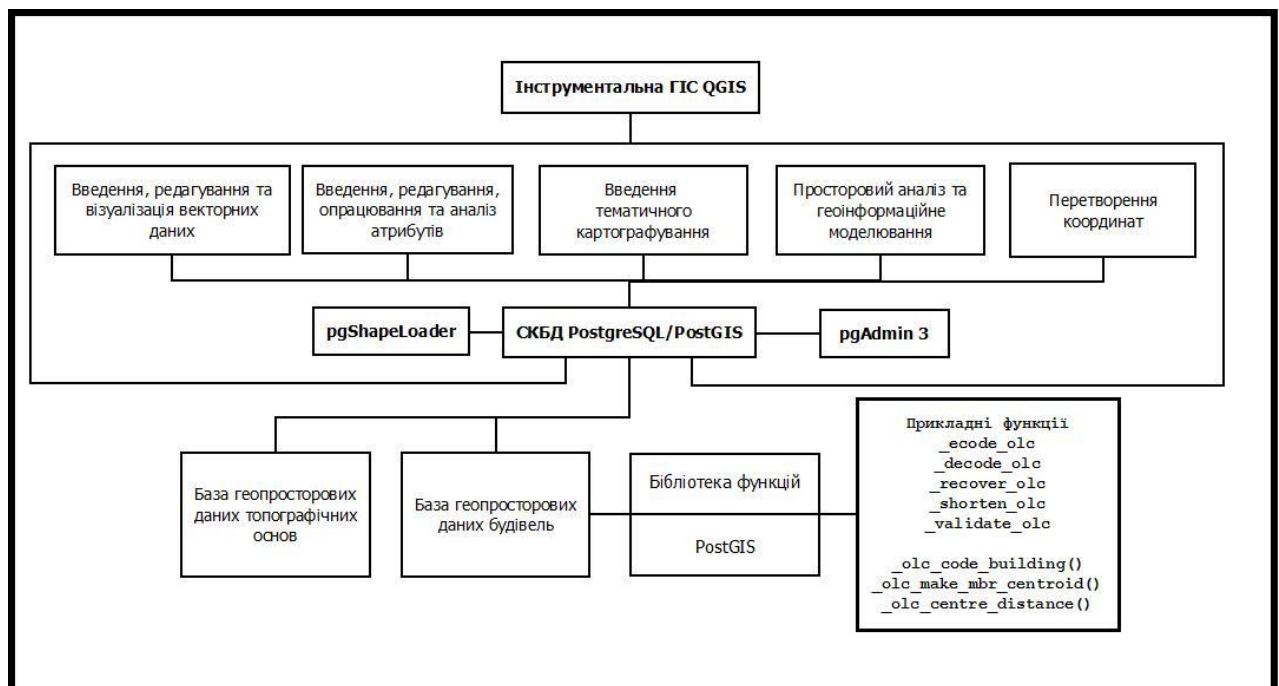 Інструментальна ГІС QGIS
Введення, редагування та
візуалізація векторних
даних
Введення, редагування,
опрацювання та аналіз
атрибутів
Введення
тематичного
картографування
Просторовий аналіз та
геоінформаційне
моделювання
Перетворення
координат
pgShapeLoader
СКБД PostgreSQL/PostGIS
pgAdmin 3
База геопросторових
даних топографічних
основ
База геопросторових
даних будівель
Бібліотека функцій
PostGIS
Прикладні функції
_ecode_olc
_decode_olc
_recover_olc
_shorten_olc
_validate_olc
_olc_code_building()
_olc_make_mbr_centroid()
_olc_centre_distance()